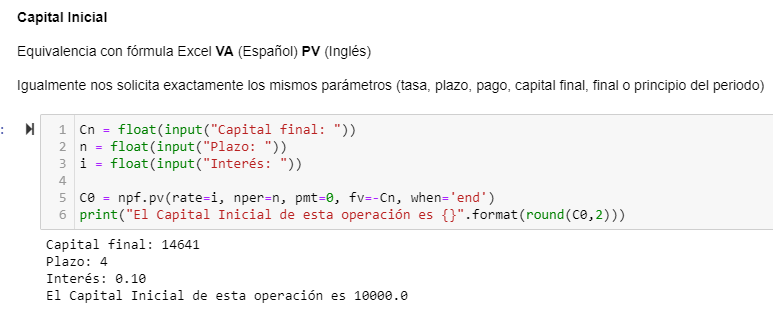 Capital Inicial
Equivalencia con fórmula Excel VA (Español) PV (Inglés)
Igualmente nos solicita exactamente los mismos parámetros (tasa, plazo, pago, capital final, final o principio del periodo)
: 1 Cn = float(input("Capital final: "))
2 n = float(input("Plazo: "))
3 i = float(input("Interés: "))
4
5 C0 = npf.pv(rate=i, nper=n, pmt=0, fv=-Cn, when='end')
6 print("El Capital Inicial de esta operación es {}".format(round(C0,2)))
Capital final: 14641
Plazo: 4
Interés: 0.10
El Capital Inicial de esta operación es 10000.0